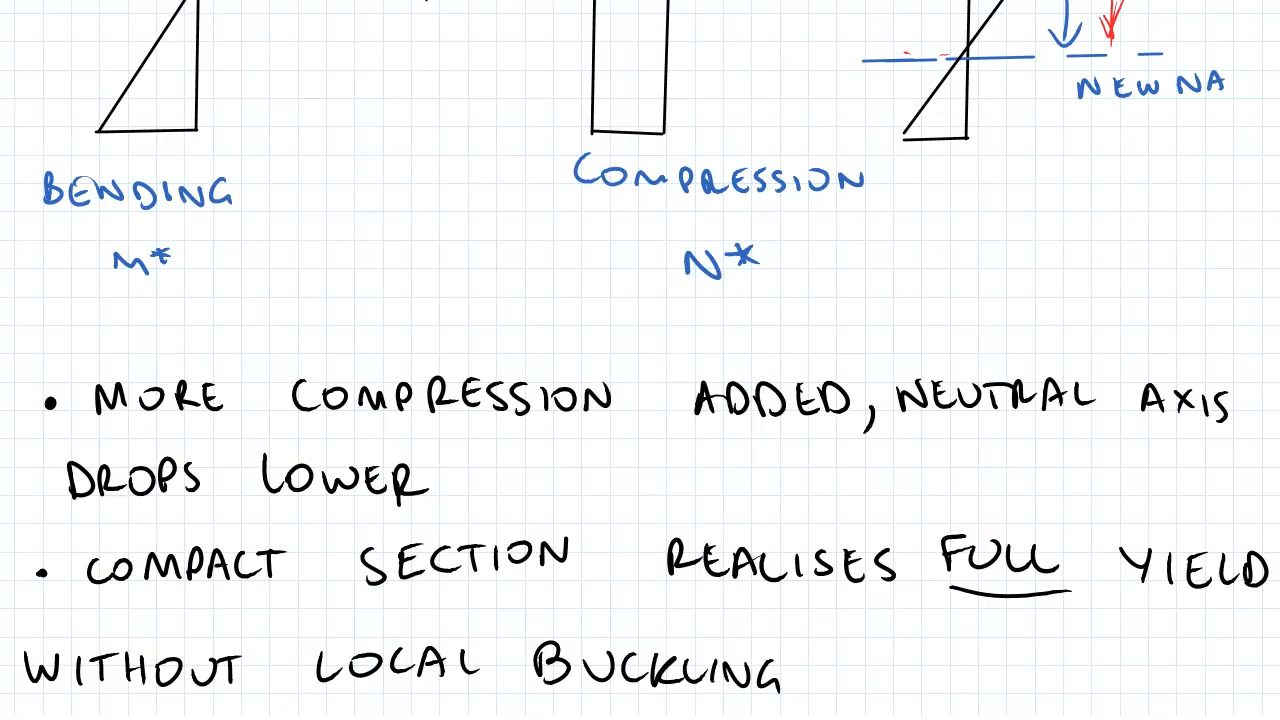 NEW NA
BENDING
COMPRESSION
M*
N*
• MORE COMPRESSION ADDED, NEUTRAL AXIS
DROPS LOWER
• COMPACT SECTION REALISES FULL YIELD
WITHOUT LOCAL BUCKLING